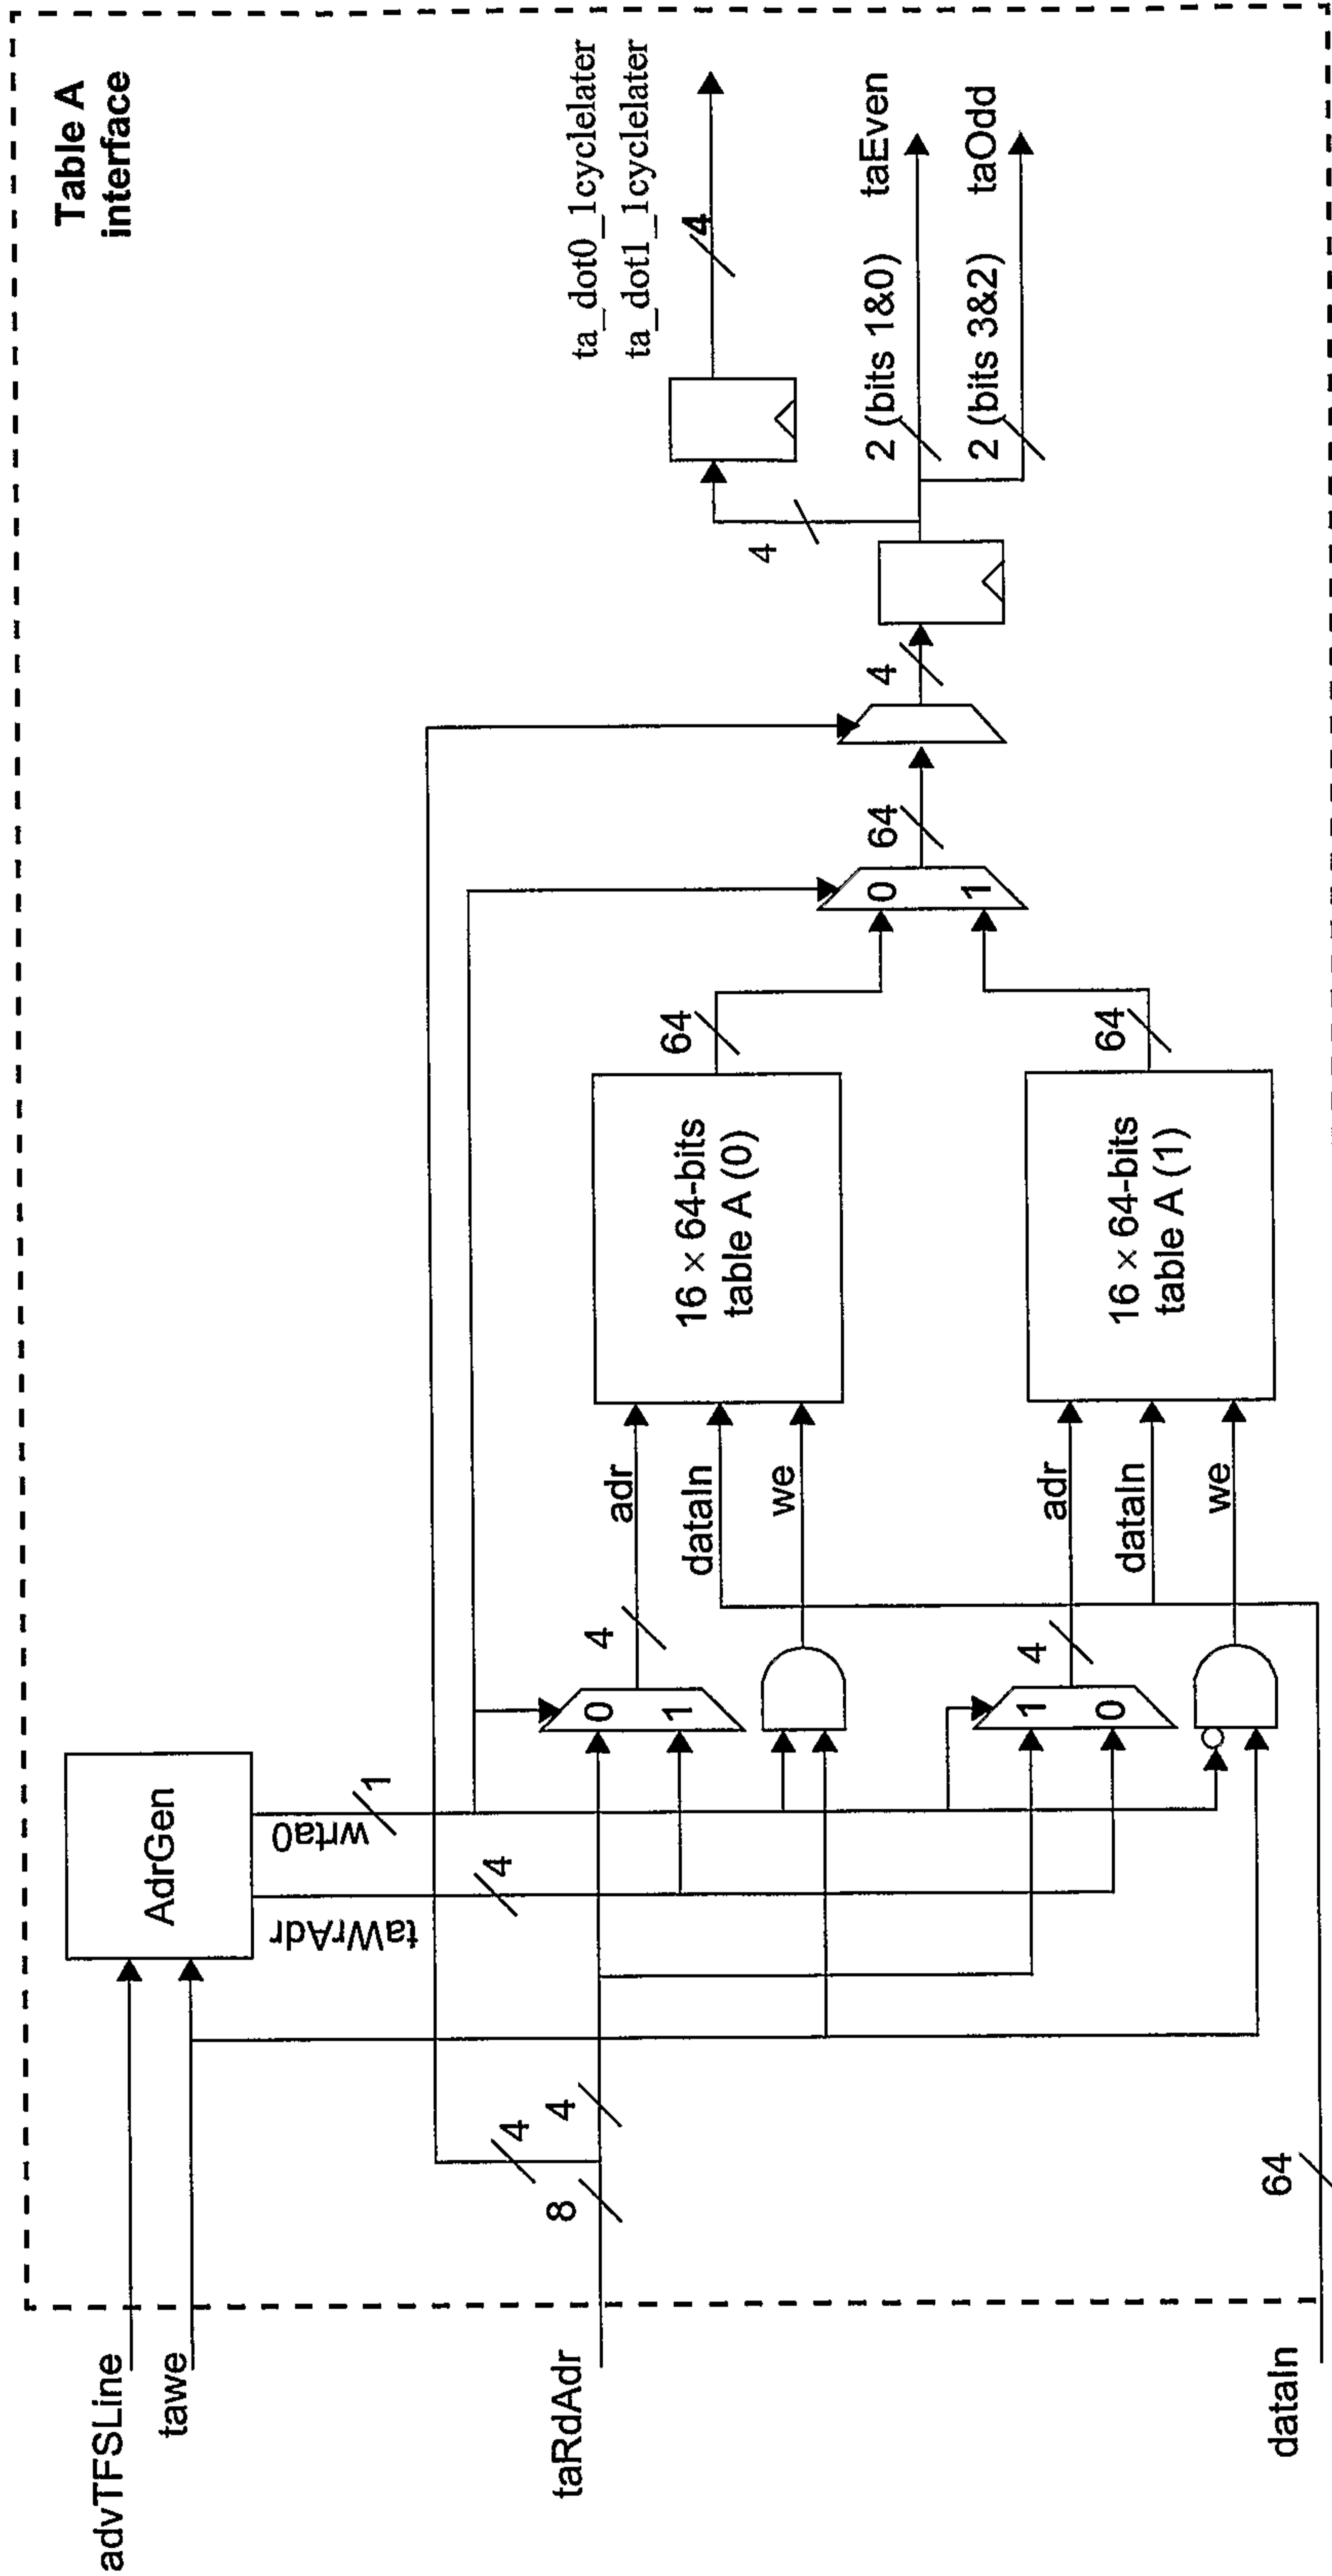 Table A
interface
advTFSLine
tawe
taRdAdr
dataIn
AdrGen
taWrAdr
wrta0
4
1
8
4
4
64
0
1
4
1
0
4
adr
dataIn
we
adr
dataIn
we
16 × 64-bits
table A (0)
16 × 64-bits
table A (1)
64
64
0
1
64
4
4
4
ta_dot0_1cyclelater
ta_dot1_1cyclelater
2 (bits 1&0)
taEven
2 (bits 3&2)
taOdd